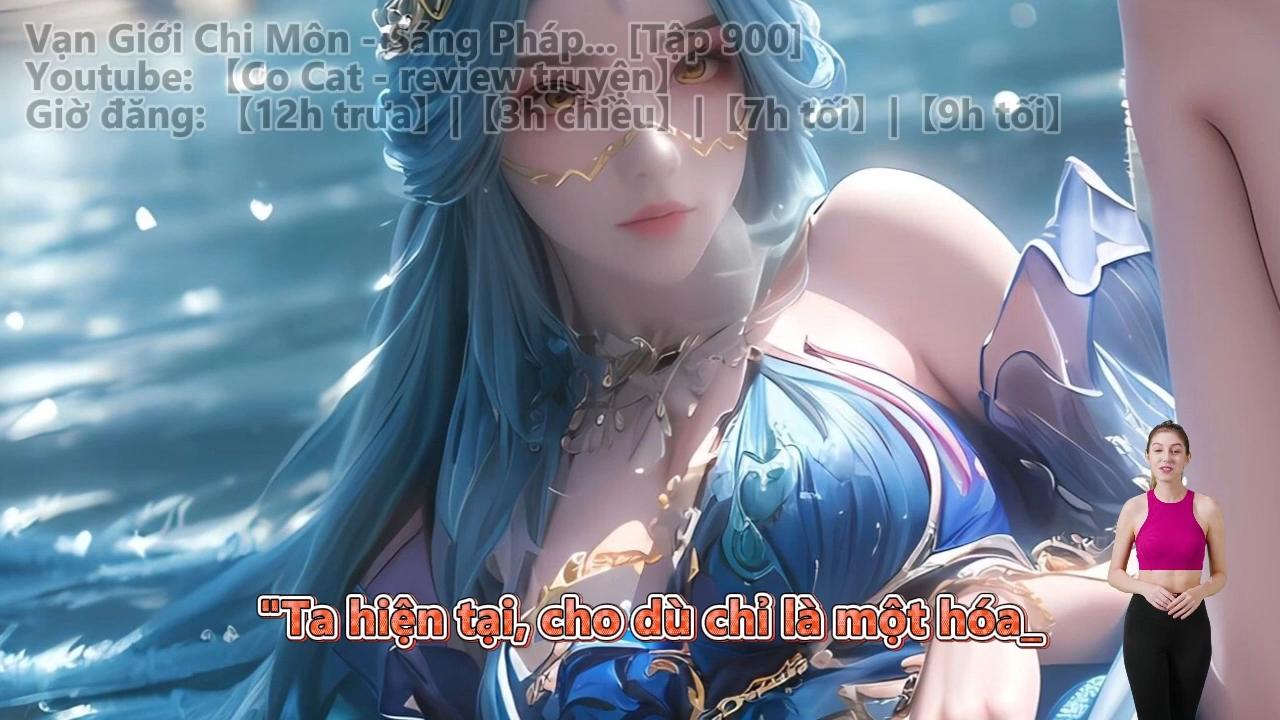 Vạn Giới Chi Môn - Sáng Pháp... [Tập 900]
Youtube: 【Co Cat - review truyện】
Giờ đăng: 【12h trưa】 | 【3h chiều】 | 【7h tối】 | 【9h tối】
"Ta hiện tại, cho dù chỉ là một hóa_